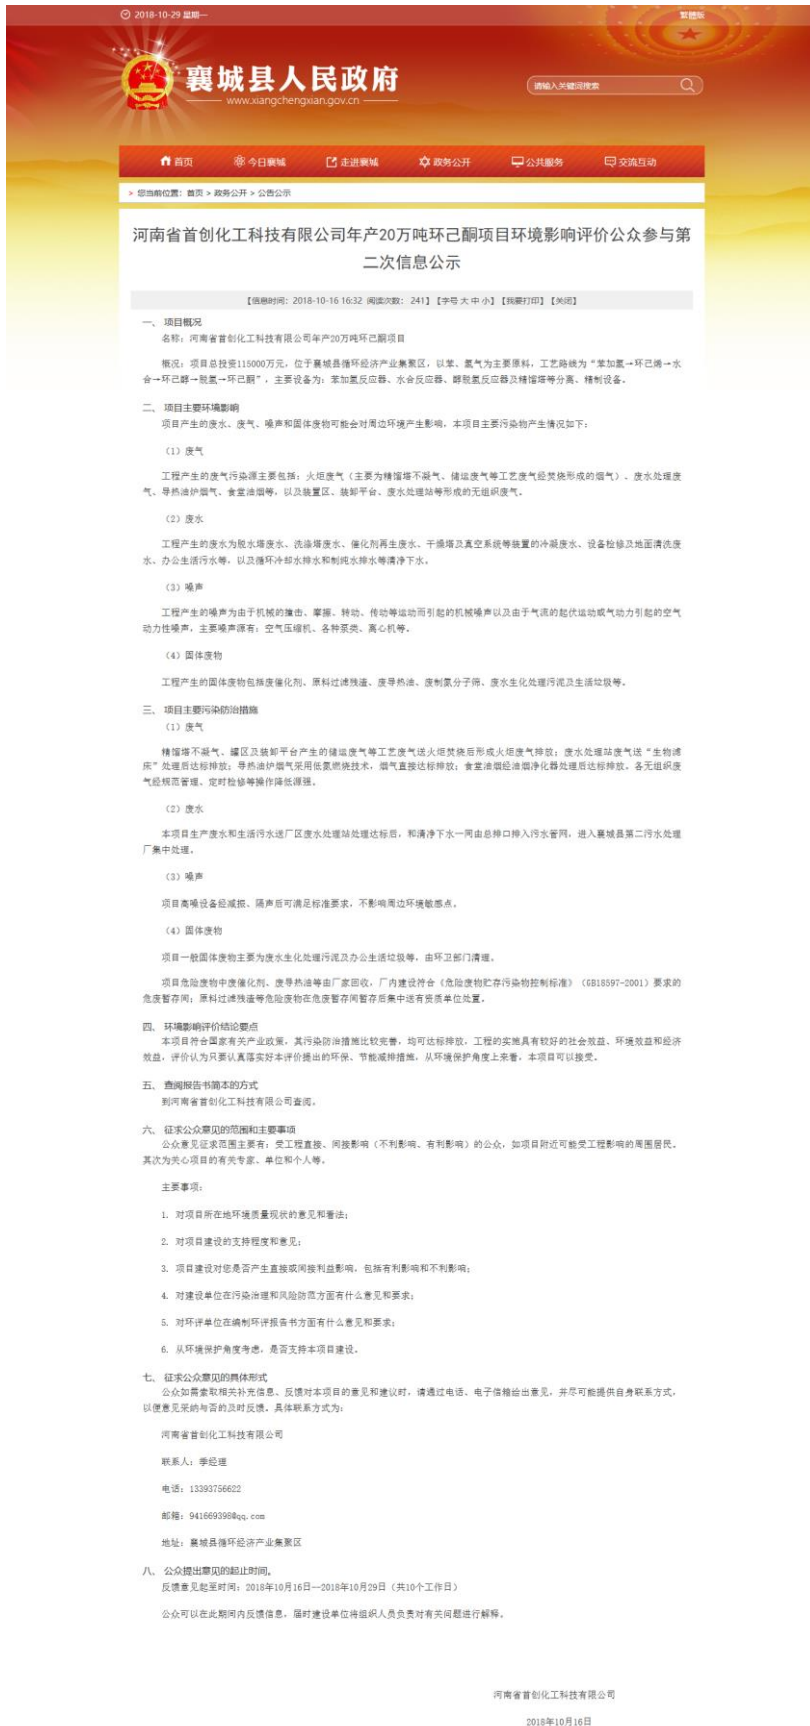 2018-10-29 星期一
繁體版
襄城县人民政府
www.xiangchengxian.gov.cn
请输入关键词搜索
首页 今日襄城 走进襄城 政务公开 公共服务 交流互动
> 您当前位置：首页 > 政务公开 > 公告公示
河南省首创化工科技有限公司年产20万吨环己酮项目环境影响评价公众参与第
二次信息公示
【信息时间：2018-10-16 16:32 阅读次数：241】【字号 大 中 小】【我要打印】【关闭】
一、 项目概况
名称：河南省首创化工科技有限公司年产20万吨环己酮项目
概况：项目总投资115000万元，位于襄城县循环经济产业集聚区，以苯、氢气为主要原料，工艺路线为“苯加氢→环己烯→水
合→环己醇→脱氢→环己酮”，主要设备为：苯加氢反应器、水合反应器、醇脱氢反应器及精馏塔等分离、精制设备。
二、 项目主要环境影响
项目产生的废水、废气、噪声和固体废物可能会对周边环境产生影响，本项目主要污染物产生情况如下：
（1）废气
工程产生的废气污染源主要包括：火炬废气（主要为精馏塔不凝气、储运废气等工艺废气经焚烧形成的烟气）、废水处理废
气、导热油炉烟气、食堂油烟等，以及装置区、装卸平台、废水处理站等形成的无组织废气。
（2）废水
工程产生的废水为脱水塔废水、洗涤塔废水、催化剂再生废水、干燥塔及真空系统等装置的冷凝废水、设备检修及地面清洗废
水、办公生活污水等，以及循环冷却水排水和制纯水排水等清净下水。
（3）噪声
工程产生的噪声为由于机械的撞击、摩擦、转动、传动等运动而引起的机械噪声以及由于气流的起伏运动或气动力引起的空气
动力性噪声，主要噪声源有：空气压缩机、各种泵类、离心机等。
（4）固体废物
工程产生的固体废物包括废催化剂、原料过滤残渣、废导热油、废制氮分子筛、废水生化处理污泥及生活垃圾等。
三、 项目主要污染防治措施
（1）废气
精馏塔不凝气、罐区及装卸平台产生的储运废气等工艺废气送火炬焚烧后形成火炬废气排放；废水处理站废气送“生物滤
床”处理后达标排放；导热油炉烟气采用低氮燃烧技术，烟气直接达标排放；食堂油烟经油烟净化器处理后达标排放，各无组织废
气经规范管理、定时检修等操作降低源强。
（2）废水
本项目生产废水和生活污水送厂区废水处理站处理达标后，和清净下水一同由总排口排入污水管网，进入襄城县第二污水处理
厂集中处理。
（3）噪声
项目高噪设备经减振、隔声后可满足标准要求，不影响周边环境敏感点。
（4）固体废物
项目一般固体废物主要为废水生化处理污泥及办公生活垃圾等，由环卫部门清理。
项目危险废物中废催化剂、废导热油等由厂家回收，厂内建设符合《危险废物贮存污染物控制标准》（GB18597-2001）要求的
危废暂存间；原料过滤残渣等危险废物在危废暂存间暂存后集中送有资质单位处置。
四、 环境影响评价结论要点
本项目符合国家有关产业政策，其污染防治措施比较完善，均可达标排放，工程的实施具有较好的社会效益、环境效益和经济
效益，评价认为只要认真落实好本评价提出的环保、节能减排措施，从环境保护角度上来看，本项目可以接受。
五、 查阅报告书简本的方式
到河南省首创化工科技有限公司查阅。
六、 征求公众意见的范围和主要事项
公众意见征求范围主要有：受工程直接、间接影响（不利影响、有利影响）的公众，如项目附近可能受工程影响的周围居民。
其次为关心项目的有关专家、单位和个人等。
主要事项：
1. 对项目所在地环境质量现状的意见和看法；
2. 对项目建设的支持程度和意见；
3. 项目建设对您是否产生直接或间接利益影响，包括有利影响和不利影响；
4. 对建设单位在污染治理和风险防范方面有什么意见和要求；
5. 对环评单位在编制环评报告书方面有什么意见和要求；
6. 从环境保护角度考虑，是否支持本项目建设。
七、 征求公众意见的具体形式
公众如需索取相关补充信息、反馈对本项目的意见和建议时，请通过电话、电子信箱给出意见，并尽可能提供自身联系方式，
以便意见采纳与否的及时反馈。具体联系方式为：
河南省首创化工科技有限公司
联系人：季经理
电话：13393756622
邮箱：941669398@qq.com
地址：襄城县循环经济产业集聚区
八、 公众提出意见的起止时间。
反馈意见起至时间：2018年10月16日--2018年10月29日（共10个工作日）
公众可以在此期间内反馈信息，届时建设单位将组织人员负责对有关问题进行解释。
河南省首创化工科技有限公司
2018年10月16日